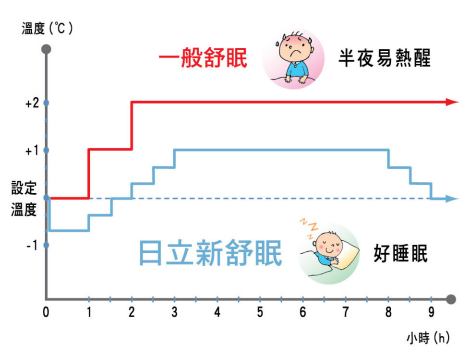 溫度(℃)
一般舒眠
半夜易熱醒
+2
+1
設定
溫度
-1
日立新舒眠
ZZZ
好睡眠
0 1 2 3 4 5 6 7 8 9
小時(h)